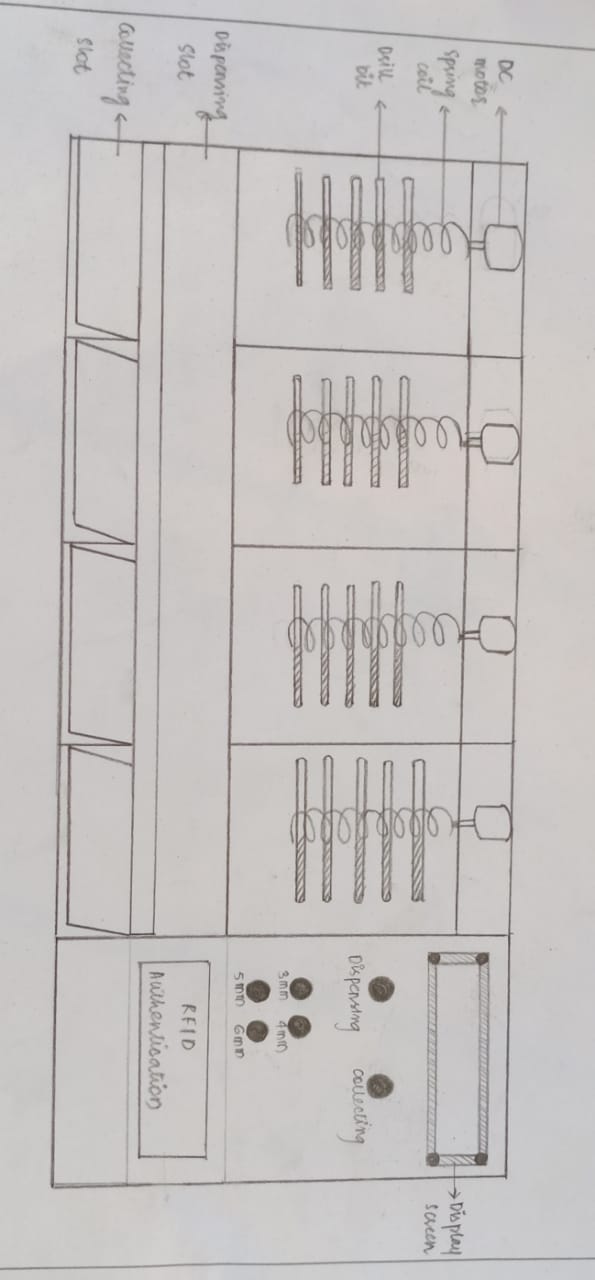 DC
motor
Spring
coil
Drill
bit
Dispensing
Slot
Collecting
Slot
Display
screen
Dispensing
Collecting
3mm
4mm
5mm
6mm
RFID
Authentication